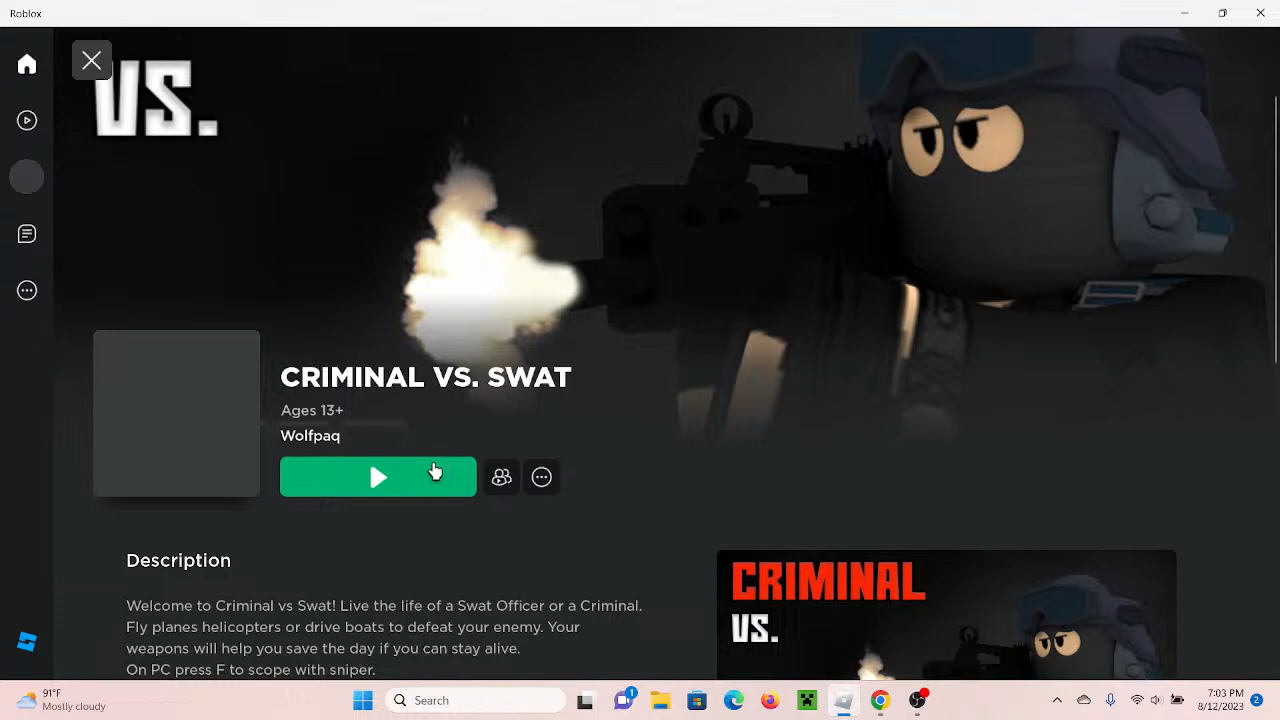 Roblox
VS.
CRIMINAL VS. SWAT
Ages 13+
Wolfpaq
Description
Welcome to Criminal vs Swat! Live the life of a Swat Officer or a Criminal.
Fly planes helicopters or drive boats to defeat your enemy. Your
weapons will help you save the day if you can stay alive.
On PC press F to scope with sniper.
CRIMINAL
VS.
91°F
Mostly cloudy
Search
1
7:03 PM
8/12/2023
2